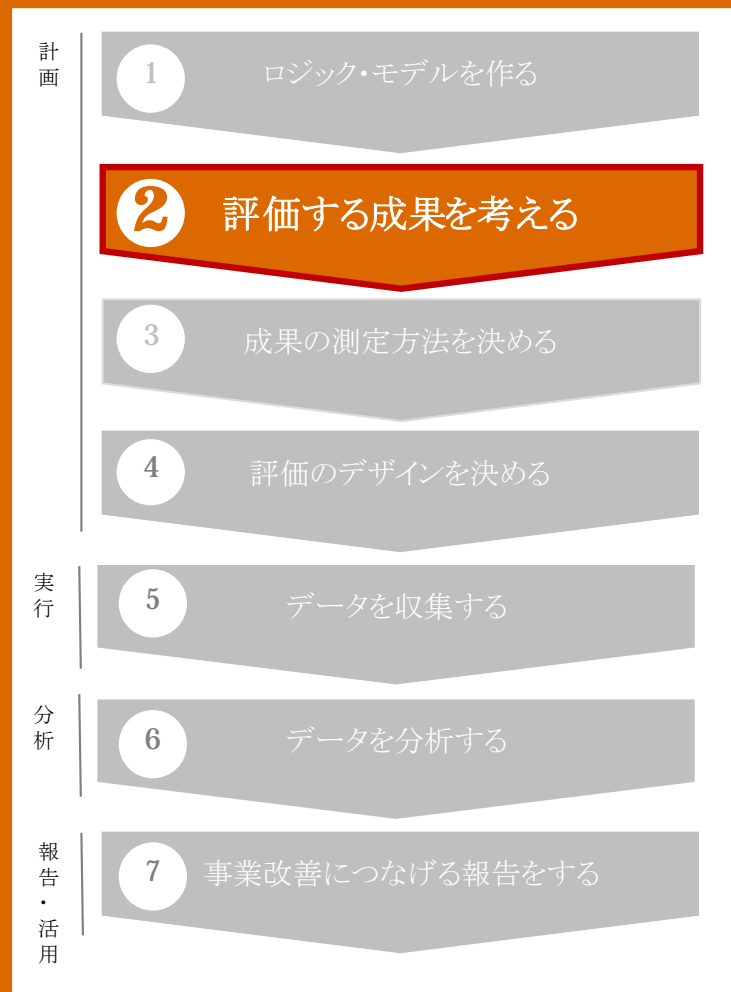 計画
1 ロジック・モデルを作る
2 評価する成果を考える
3 成果の測定方法を決める
4 評価のデザインを決める
実行
5 データを収集する
分析
6 データを分析する
報告・活用
7 事業改善につなげる報告をする